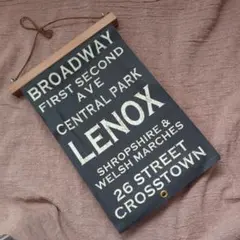 BROADWAY
FIRST SECOND
AVE
CENTRAL PARK
LENOX
SHROPSHIRE &
WELSH MARCHES
26 STREET
CROSSTOWN